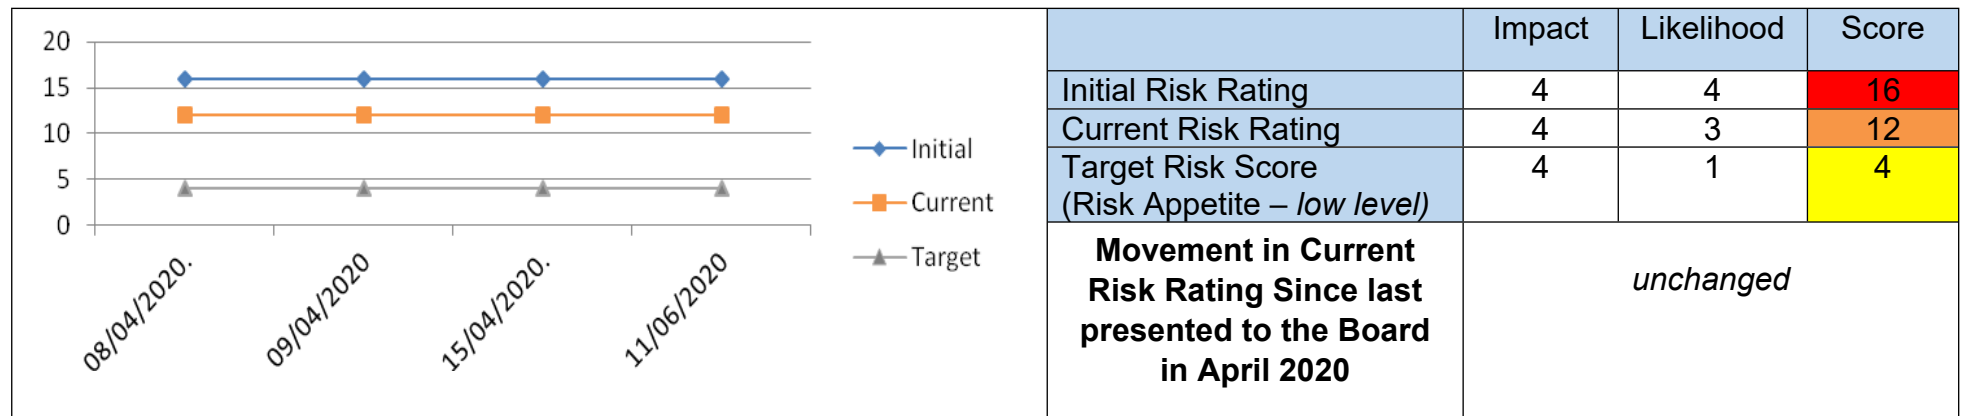 20
15
10
5
0
08/04/2020.
09/04/2020
15/04/2020.
11/06/2020
Initial
Current
Target
Impact Likelihood Score
Initial Risk Rating 4 4 16
Current Risk Rating 4 3 12
Target Risk Score 4 1 4
(Risk Appetite – low level)
Movement in Current
Risk Rating Since last
presented to the Board
in April 2020
unchanged